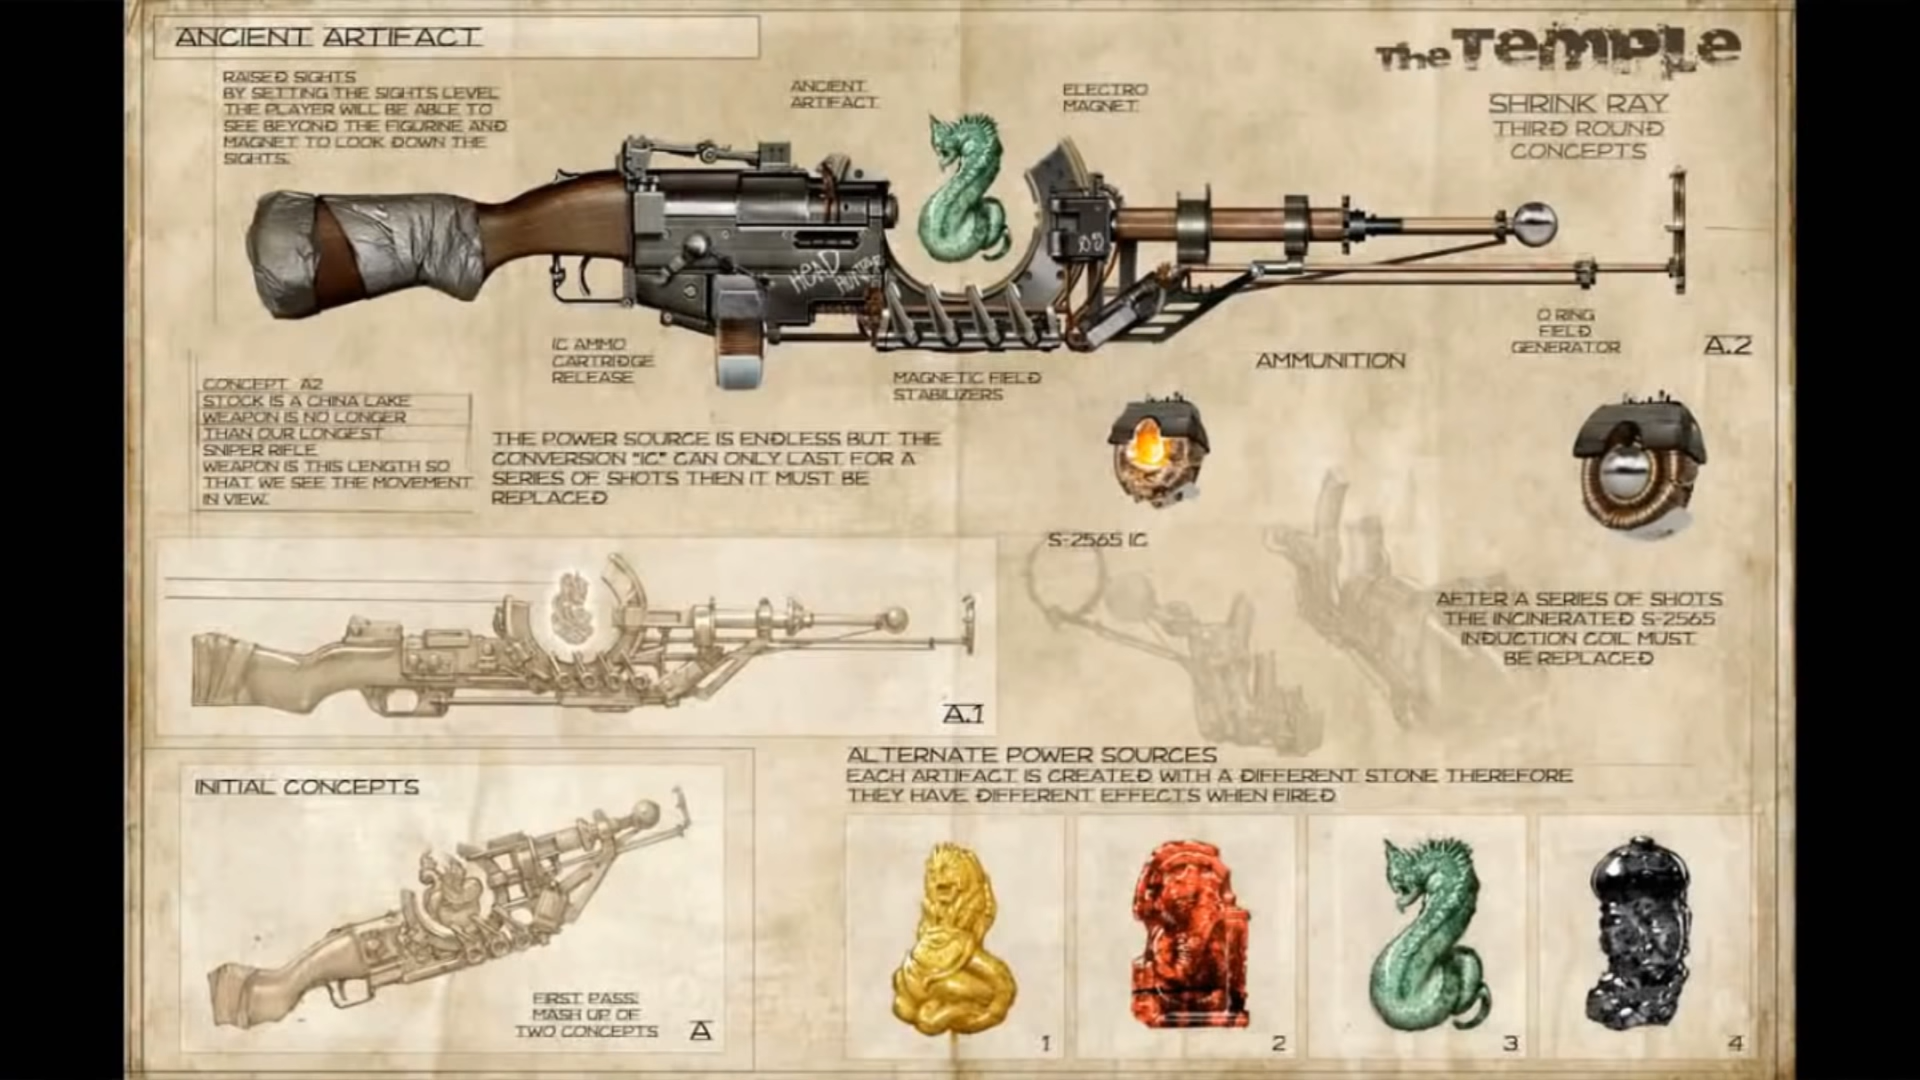 ANCIENT ARTIFACT
The Temple
SHRINK RAY
THIRD ROUND
CONCEPTS
RAISED SIGHTS
BY SETTING THE SIGHTS LEVEL
THE PLAYER WILL BE ABLE TO
SEE BEYOND THE FIGURINE AND
MAGNET TO LOOK DOWN THE
SIGHTS.
ANCIENT
ARTIFACT
ELECTRO
MAGNET
HEAD
HUNTER
IC AMMO
CARTRIDGE
RELEASE
MAGNETIC FIELD
STABILIZERS
O RING
FIELD
GENERATOR
A.2
AMMUNITION
CONCEPT A2
STOCK IS A CHINA LAKE
WEAPON IS NO LONGER
THAN OUR LONGEST
SNIPER RIFLE
WEAPON IS THIS LENGTH SO
THAT WE SEE THE MOVEMENT
IN VIEW.
THE POWER SOURCE IS ENDLESS BUT THE
CONVERSION "IC" CAN ONLY LAST FOR A
SERIES OF SHOTS THEN IT MUST BE
REPLACED
S-2565 IC
AFTER A SERIES OF SHOTS
THE INCINERATED S-2565
INDUCTION COIL MUST
BE REPLACED
A.1
INITIAL CONCEPTS
FIRST PASS.
MASH UP OF
TWO CONCEPTS
A
ALTERNATE POWER SOURCES
EACH ARTIFACT IS CREATED WITH A DIFFERENT STONE THEREFORE
THEY HAVE DIFFERENT EFFECTS WHEN FIRED
1
2
3
4